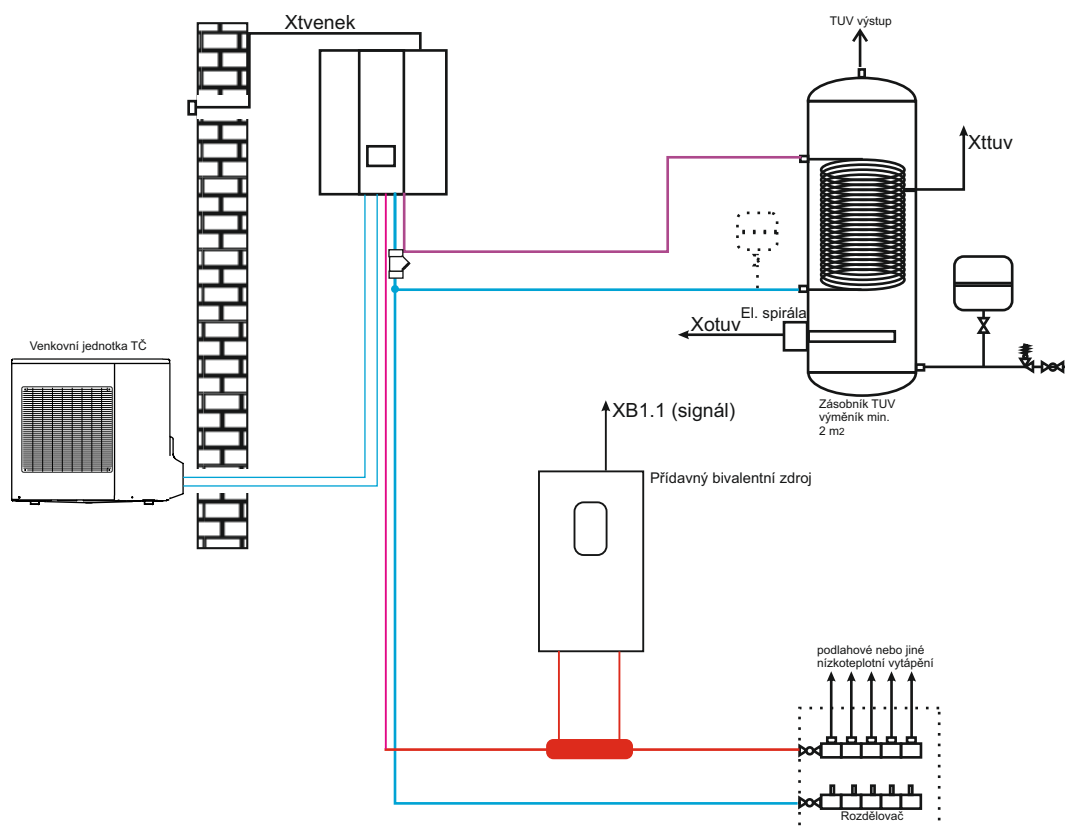 Xtvenek
TUV výstup
Xttuv
El. spirála
Xotuv
Venkovní jednotka TČ
Zásobník TUV
výměník min.
2 m2
XB1.1 (signál)
Přídavný bivalentní zdroj
podlahové nebo jiné
nízkoteplotní vytápění
Rozdělovač